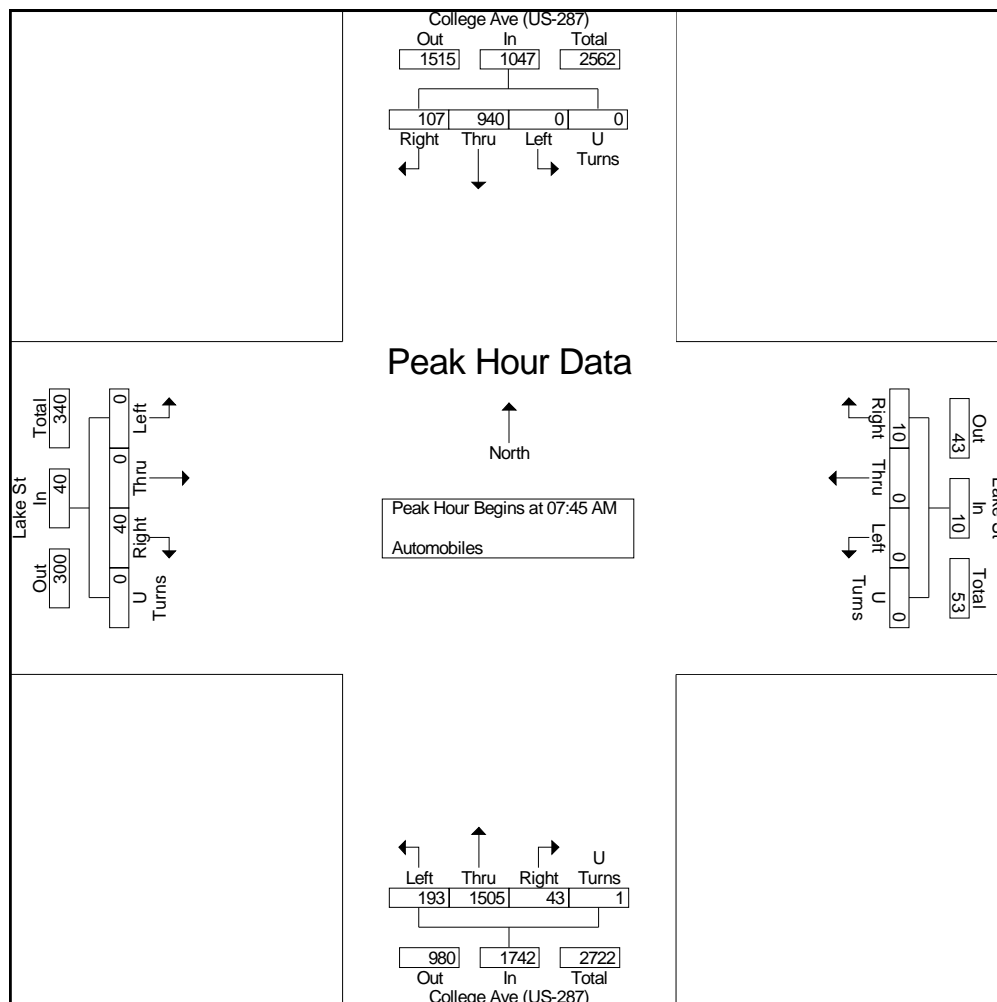 College Ave (US-287)
Out In Total
1515 1047 2562
107 940 0 0
Right Thru Left U
Turns
Peak Hour Data
North
Peak Hour Begins at 07:45 AM
Automobiles
Lake St
Total In Out
340 40 300
0 0 40 0
Left Thru Right U
Turns
Right Thru Left U
Turns
10 0 0 0
Out In Total
43 10 53
Lake St
U
Left Thru Right Turns
193 1505 43 1
980 1742 2722
Out In Total
College Ave (US-287)